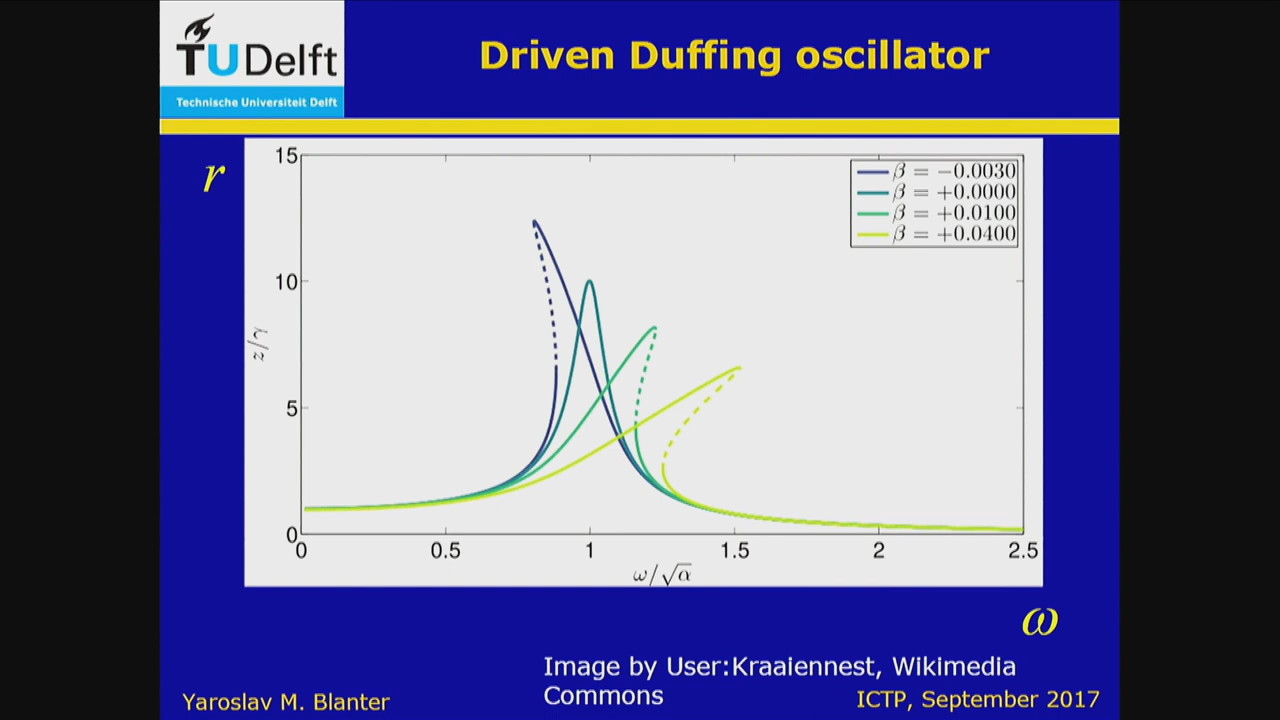 TU Delft
Technische Universiteit Delft
Driven Duffing oscillator
r
15
10
5
0
z/γ
β = −0.0030
β = +0.0000
β = +0.0100
β = +0.0400
0 0.5 1 1.5 2 2.5
ω/√α
ω
Image by User:Kraaiennest, Wikimedia
Commons
Yaroslav M. Blanter
ICTP, September 2017